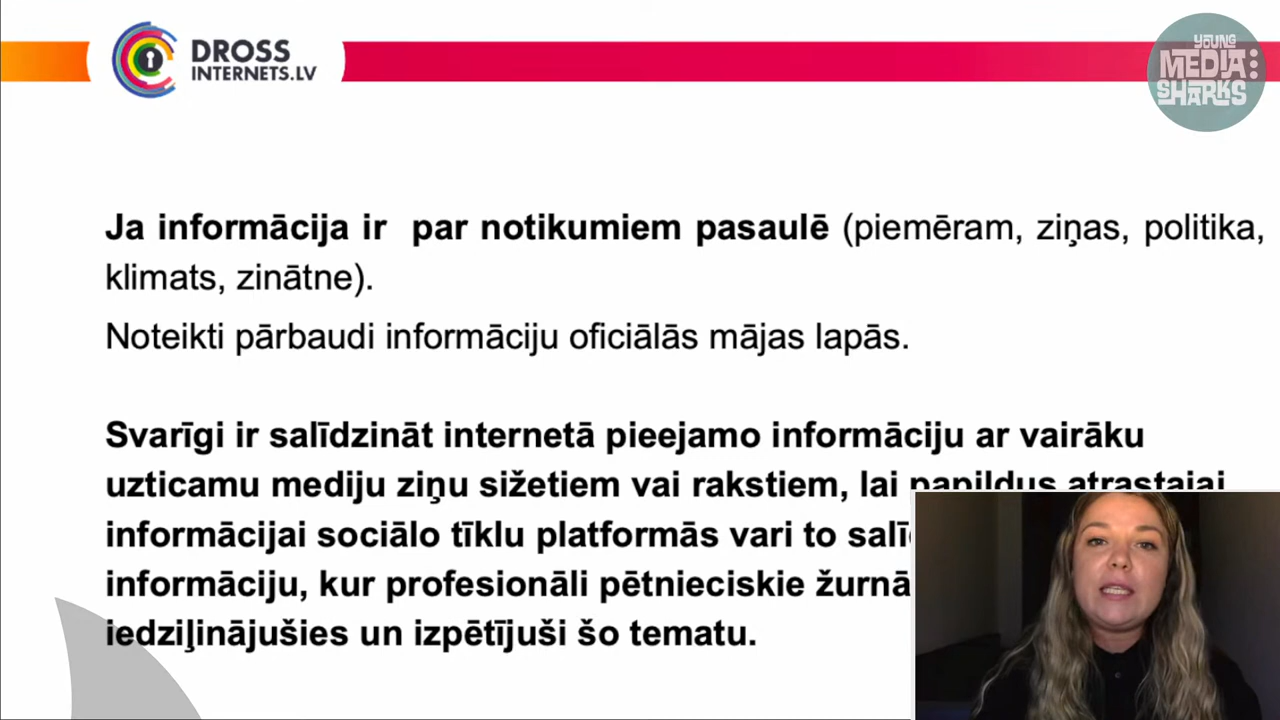 DROSS
INTERNETS.LV
YOUNG
MEDIA:
SHARKS
Ja informācija ir par notikumiem pasaulē (piemēram, ziņas, politika,
klimats, zinātne).
Noteikti pārbaudi informāciju oficiālās mājas lapās.
Svarīgi ir salīdzināt internetā pieejamo informāciju ar vairāku
uzticamu mediju ziņu sižetiem vai rakstiem, lai papildus atrastajai
informācijai sociālo tīklu platformās vari to
informāciju, kur profesionāli pētnieciskie
iedziļinājušies un izpētījuši šo tematu.